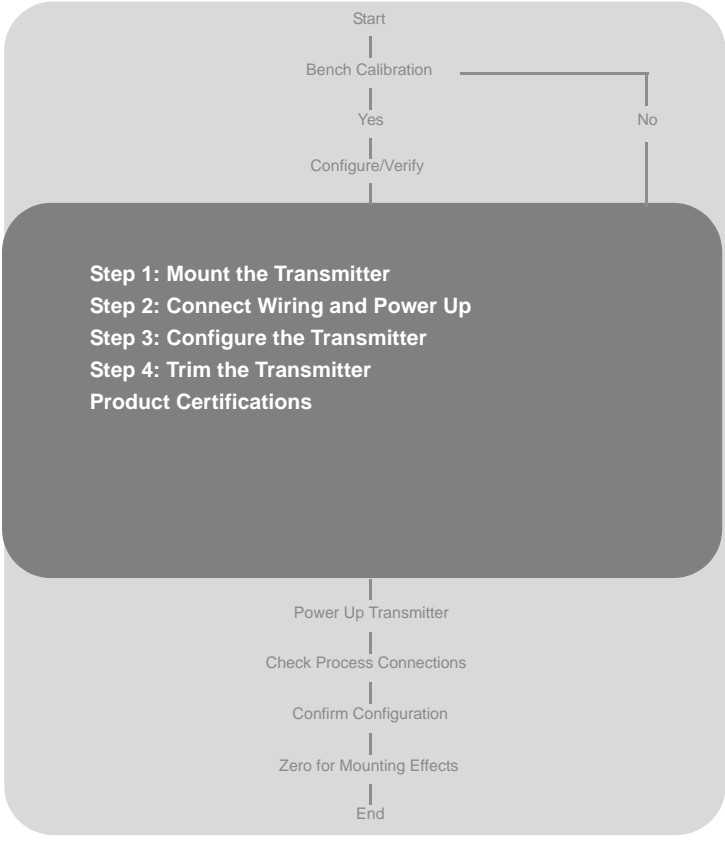 Start
Bench Calibration
Yes
No
Configure/Verify
Step 1: Mount the Transmitter
Step 2: Connect Wiring and Power Up
Step 3: Configure the Transmitter
Step 4: Trim the Transmitter
Product Certifications
Power Up Transmitter
Check Process Connections
Confirm Configuration
Zero for Mounting Effects
End